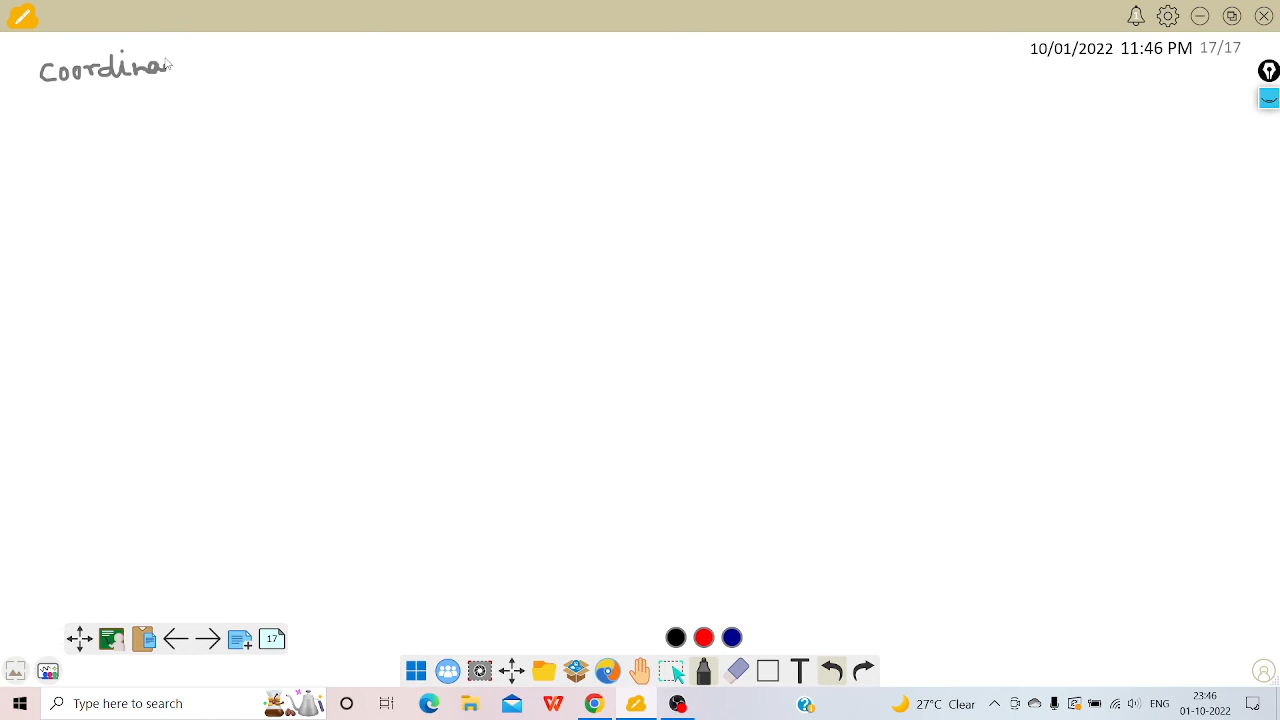 10/01/2022 11:46 PM 17/17
Coordina
17
T
Type here to search
27°C Clear
ENG
23:46
01-10-2022